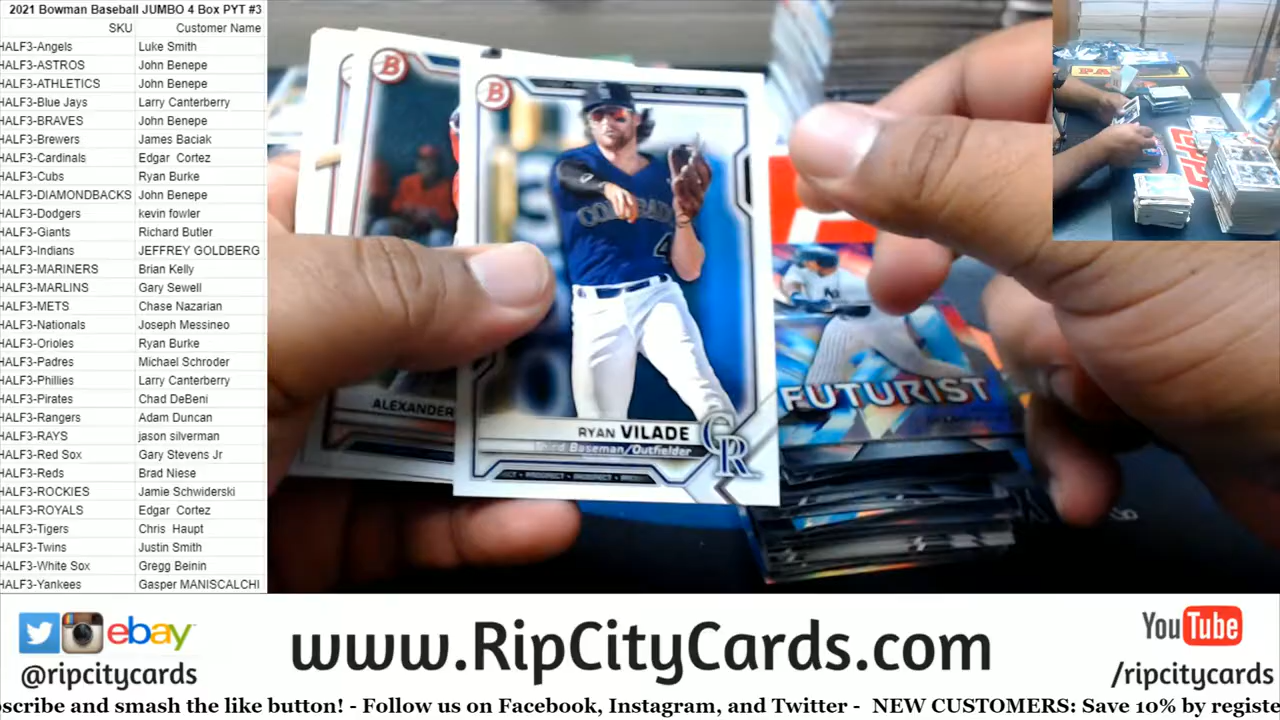 2021 Bowman Baseball JUMBO 4 Box PYT #3
SKU Customer Name
HALF3-Angels Luke Smith
HALF3-ASTROS John Benepe
HALF3-ATHLETICS John Benepe
HALF3-Blue Jays Larry Canterberry
HALF3-BRAVES John Benepe
HALF3-Brewers James Baciak
HALF3-Cardinals Edgar Cortez
HALF3-Cubs Ryan Burke
HALF3-DIAMONDBACKS John Benepe
HALF3-Dodgers kevin fowler
HALF3-Giants Richard Butler
HALF3-Indians JEFFREY GOLDBERG
HALF3-MARINERS Brian Kelly
HALF3-MARLINS Gary Sewell
HALF3-METS Chase Nazarian
HALF3-Nationals Joseph Messineo
HALF3-Orioles Ryan Burke
HALF3-Padres Michael Schroder
HALF3-Phillies Larry Canterberry
HALF3-Pirates Chad DeBeni
HALF3-Rangers Adam Duncan
HALF3-RAYS jason silverman
HALF3-Red Sox Gary Stevens Jr
HALF3-Reds Brad Niese
HALF3-ROCKIES Jamie Schwiderski
HALF3-ROYALS Edgar Cortez
HALF3-Tigers Chris Haupt
HALF3-Twins Justin Smith
HALF3-White Sox Gregg Beinin
HALF3-Yankees Gasper MANISCALCHI
B
B
COLORADO
4
ALEXANDER
RYAN VILADE
Third Baseman/Outfielder
CR
PROSPECT
FUTURIST
ebay
@ripcitycards
www.RipCityCards.com
YouTube
/ripcitycards
bscribe and smash the like button! - Follow us on Facebook, Instagram, and Twitter - NEW CUSTOMERS: Save 10% by registe